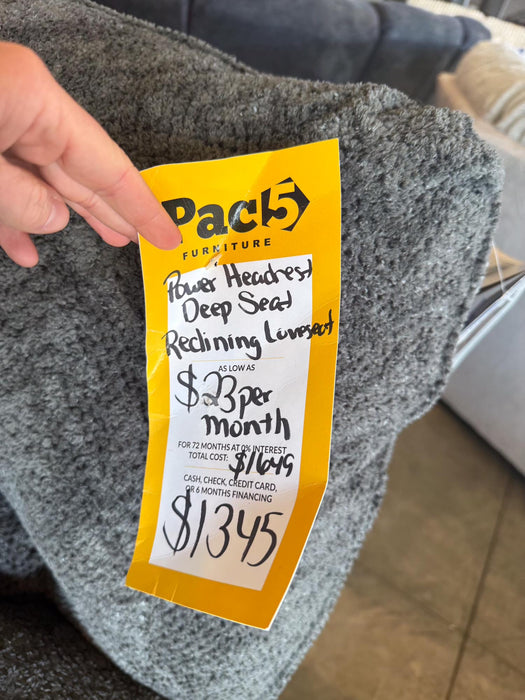 Pac5
FURNITURE
Power Headrest
Deep Seat
Reclining Loveseat
AS LOW AS
$23 per
month
FOR 72 MONTHS AT 0% INTEREST
TOTAL COST: $1649
CASH, CHECK, CREDIT CARD,
OR 6 MONTHS FINANCING
$1345